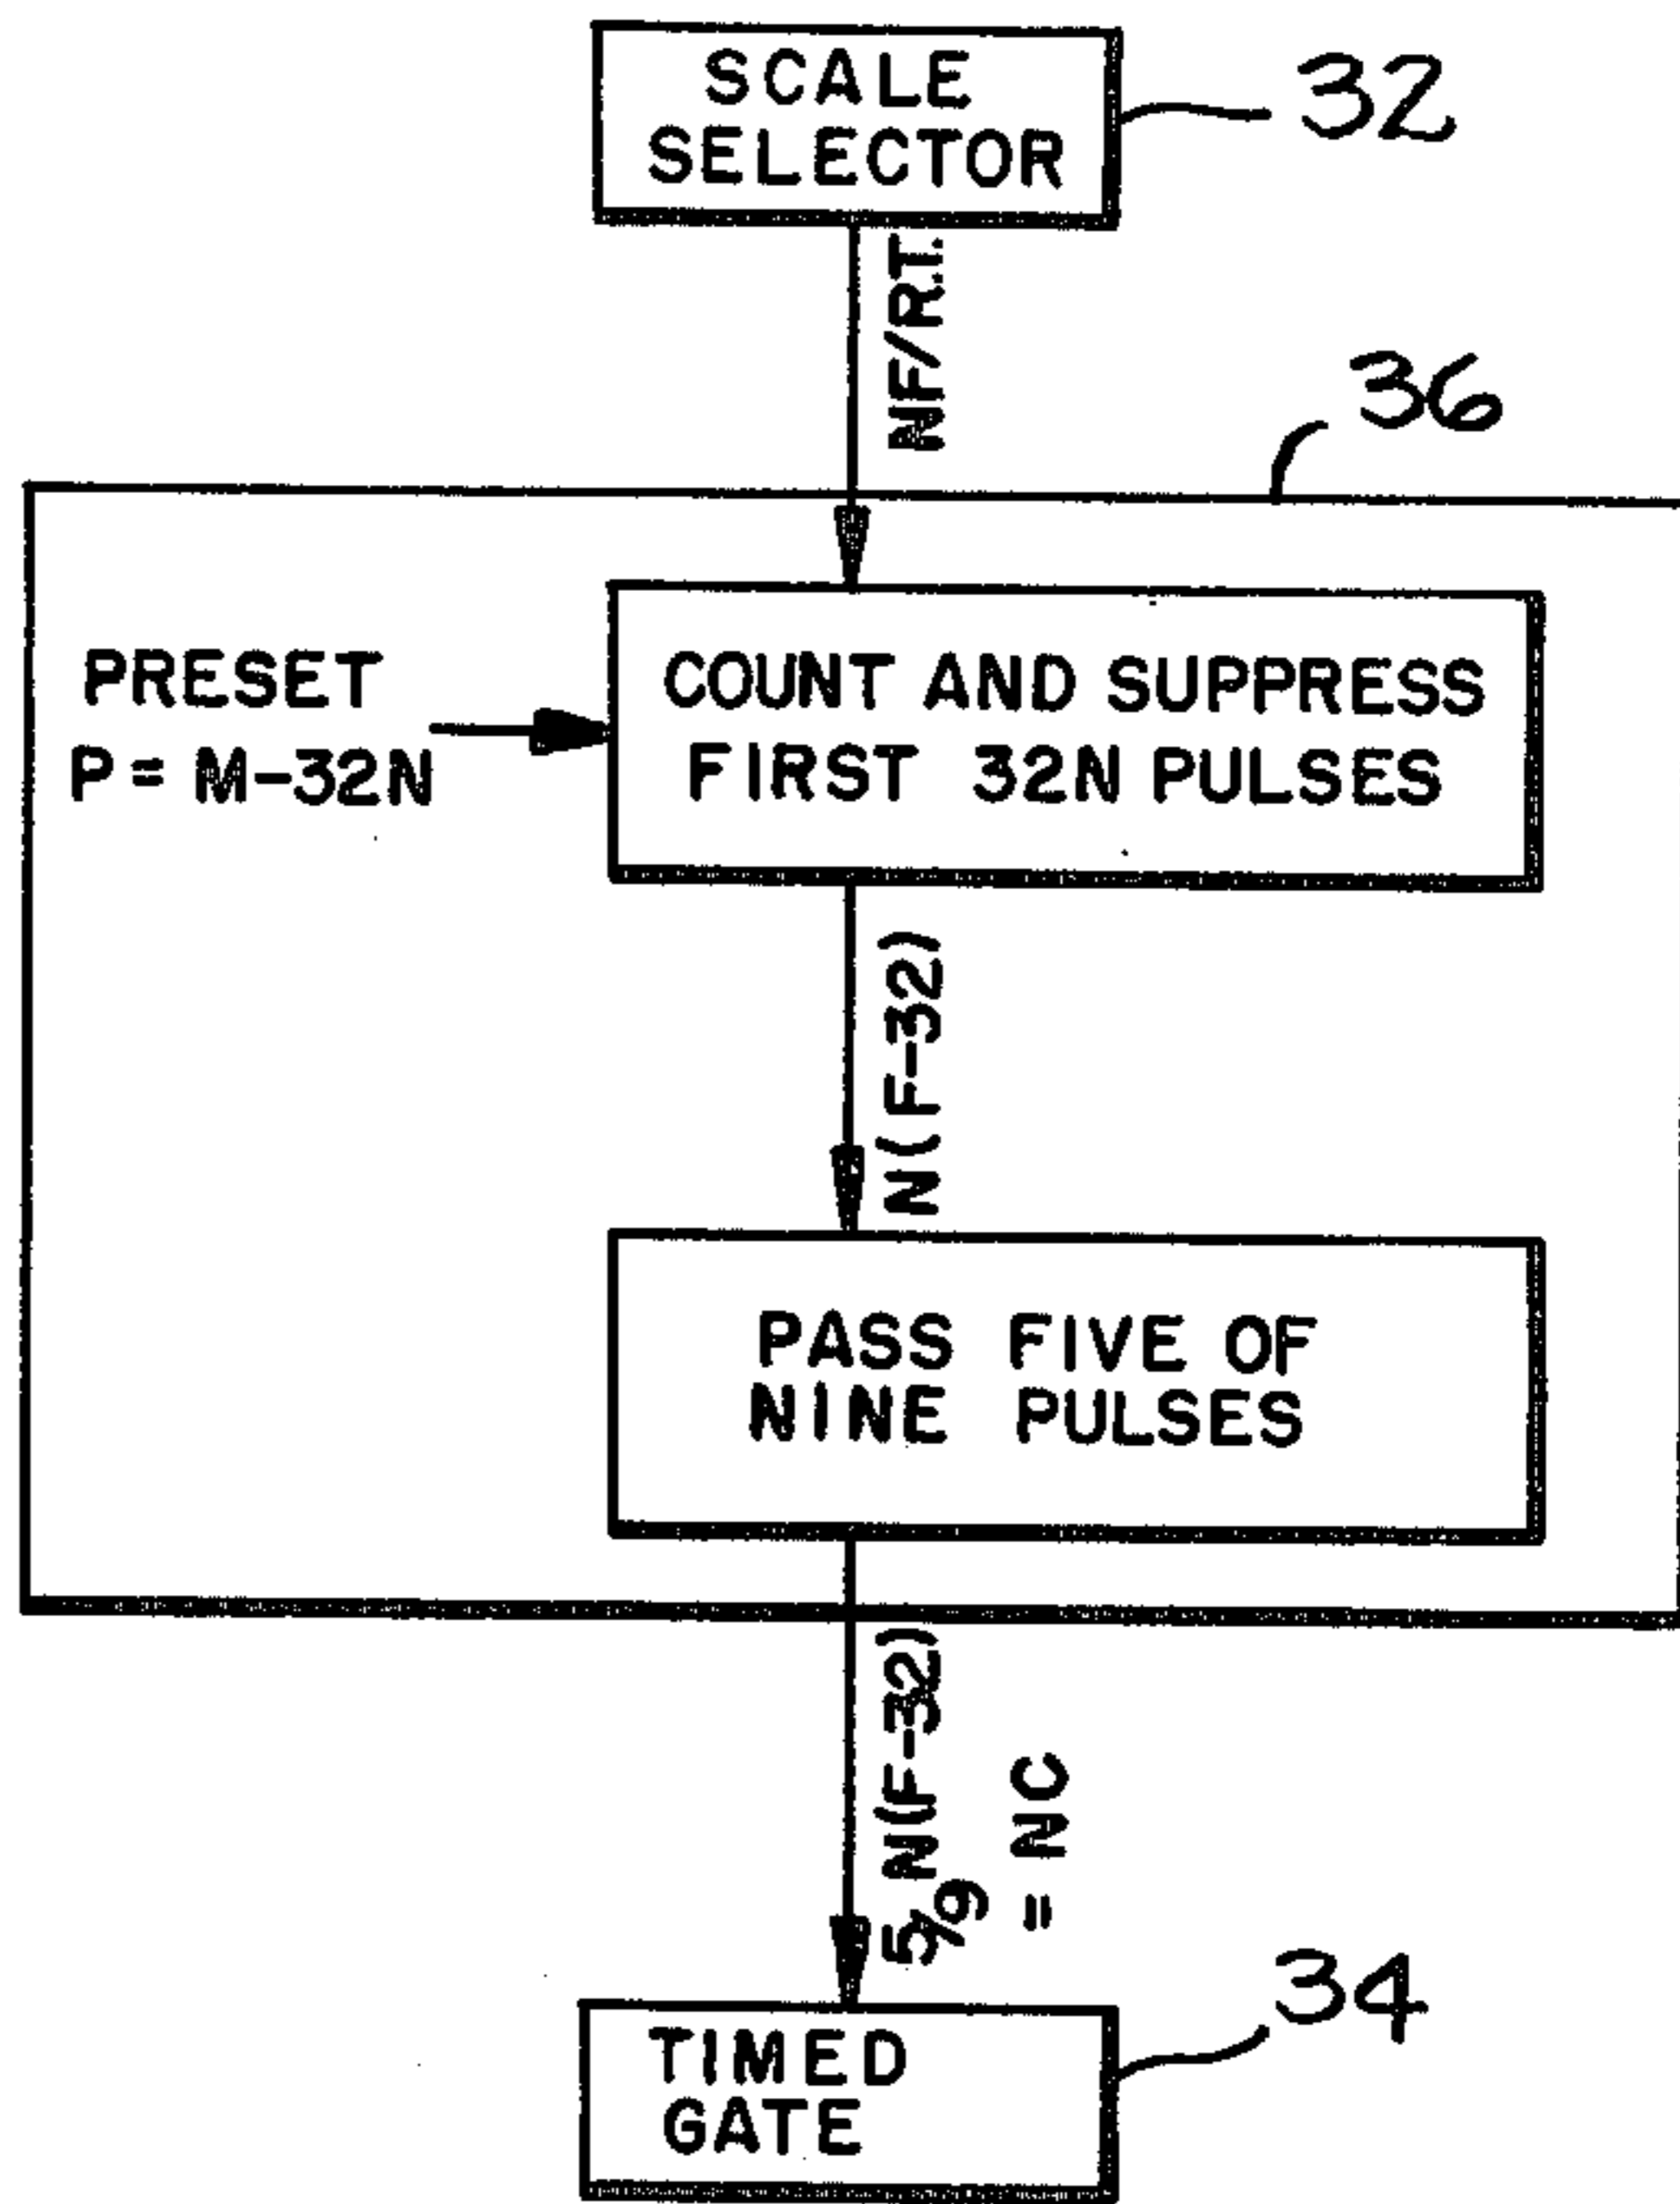 SCALE
SELECTOR
32
NF/R.T.
36
PRESET
P = M-32N
COUNT AND SUPPRESS
FIRST 32N PULSES
N(F-32)
PASS FIVE OF
NINE PULSES
5/9 N(F-32)
= NC
34
TIMED
GATE